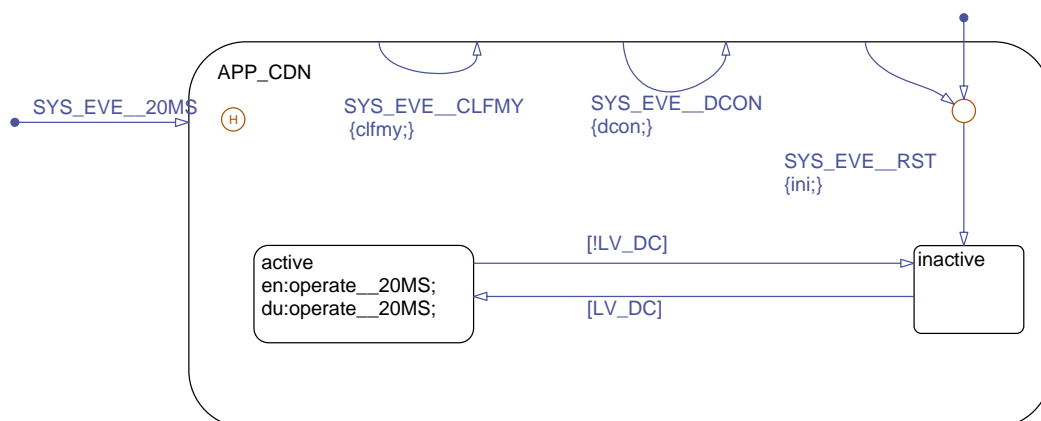 APP_CDN
SYS_EVE__20MS
H
SYS_EVE__CLFMY
{clfmy;}
SYS_EVE__DCON
{dcon;}
SYS_EVE__RST
{ini;}
active
en:operate__20MS;
du:operate__20MS;
[!LV_DC]
[LV_DC]
inactive